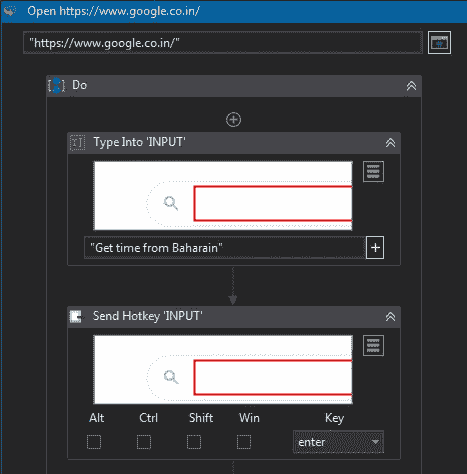 Open https://www.google.co.in/
"https://www.google.co.in/"
Do
Type Into 'INPUT'
"Get time from Baharain"
Send Hotkey 'INPUT'
Alt Ctrl Shift Win Key
enter